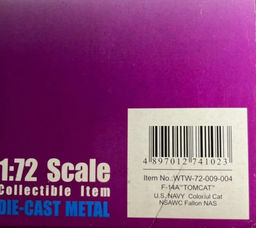 1:72 Scale
Collectible Item
DIE-CAST METAL
4 897012 741023
Item No.:WTW-72-009-004
F-14A "TOMCAT"
U.S.NAVY Colorful Cat
NSAWC Fallon NAS